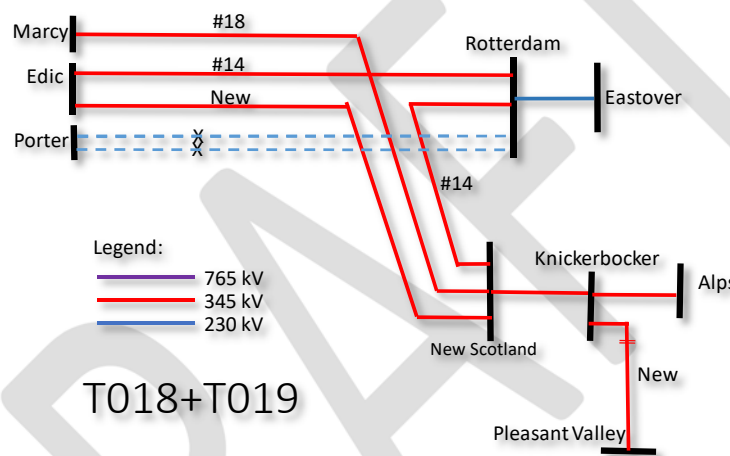 #18
Marcy
Rotterdam
#14
Edic
New
Eastover
Porter
X
X
X
#14
Legend:
Knickerbocker
765 kV
Alps
345 kV
230 kV
New Scotland
New
T018+T019
Pleasant Valley
DRAFT